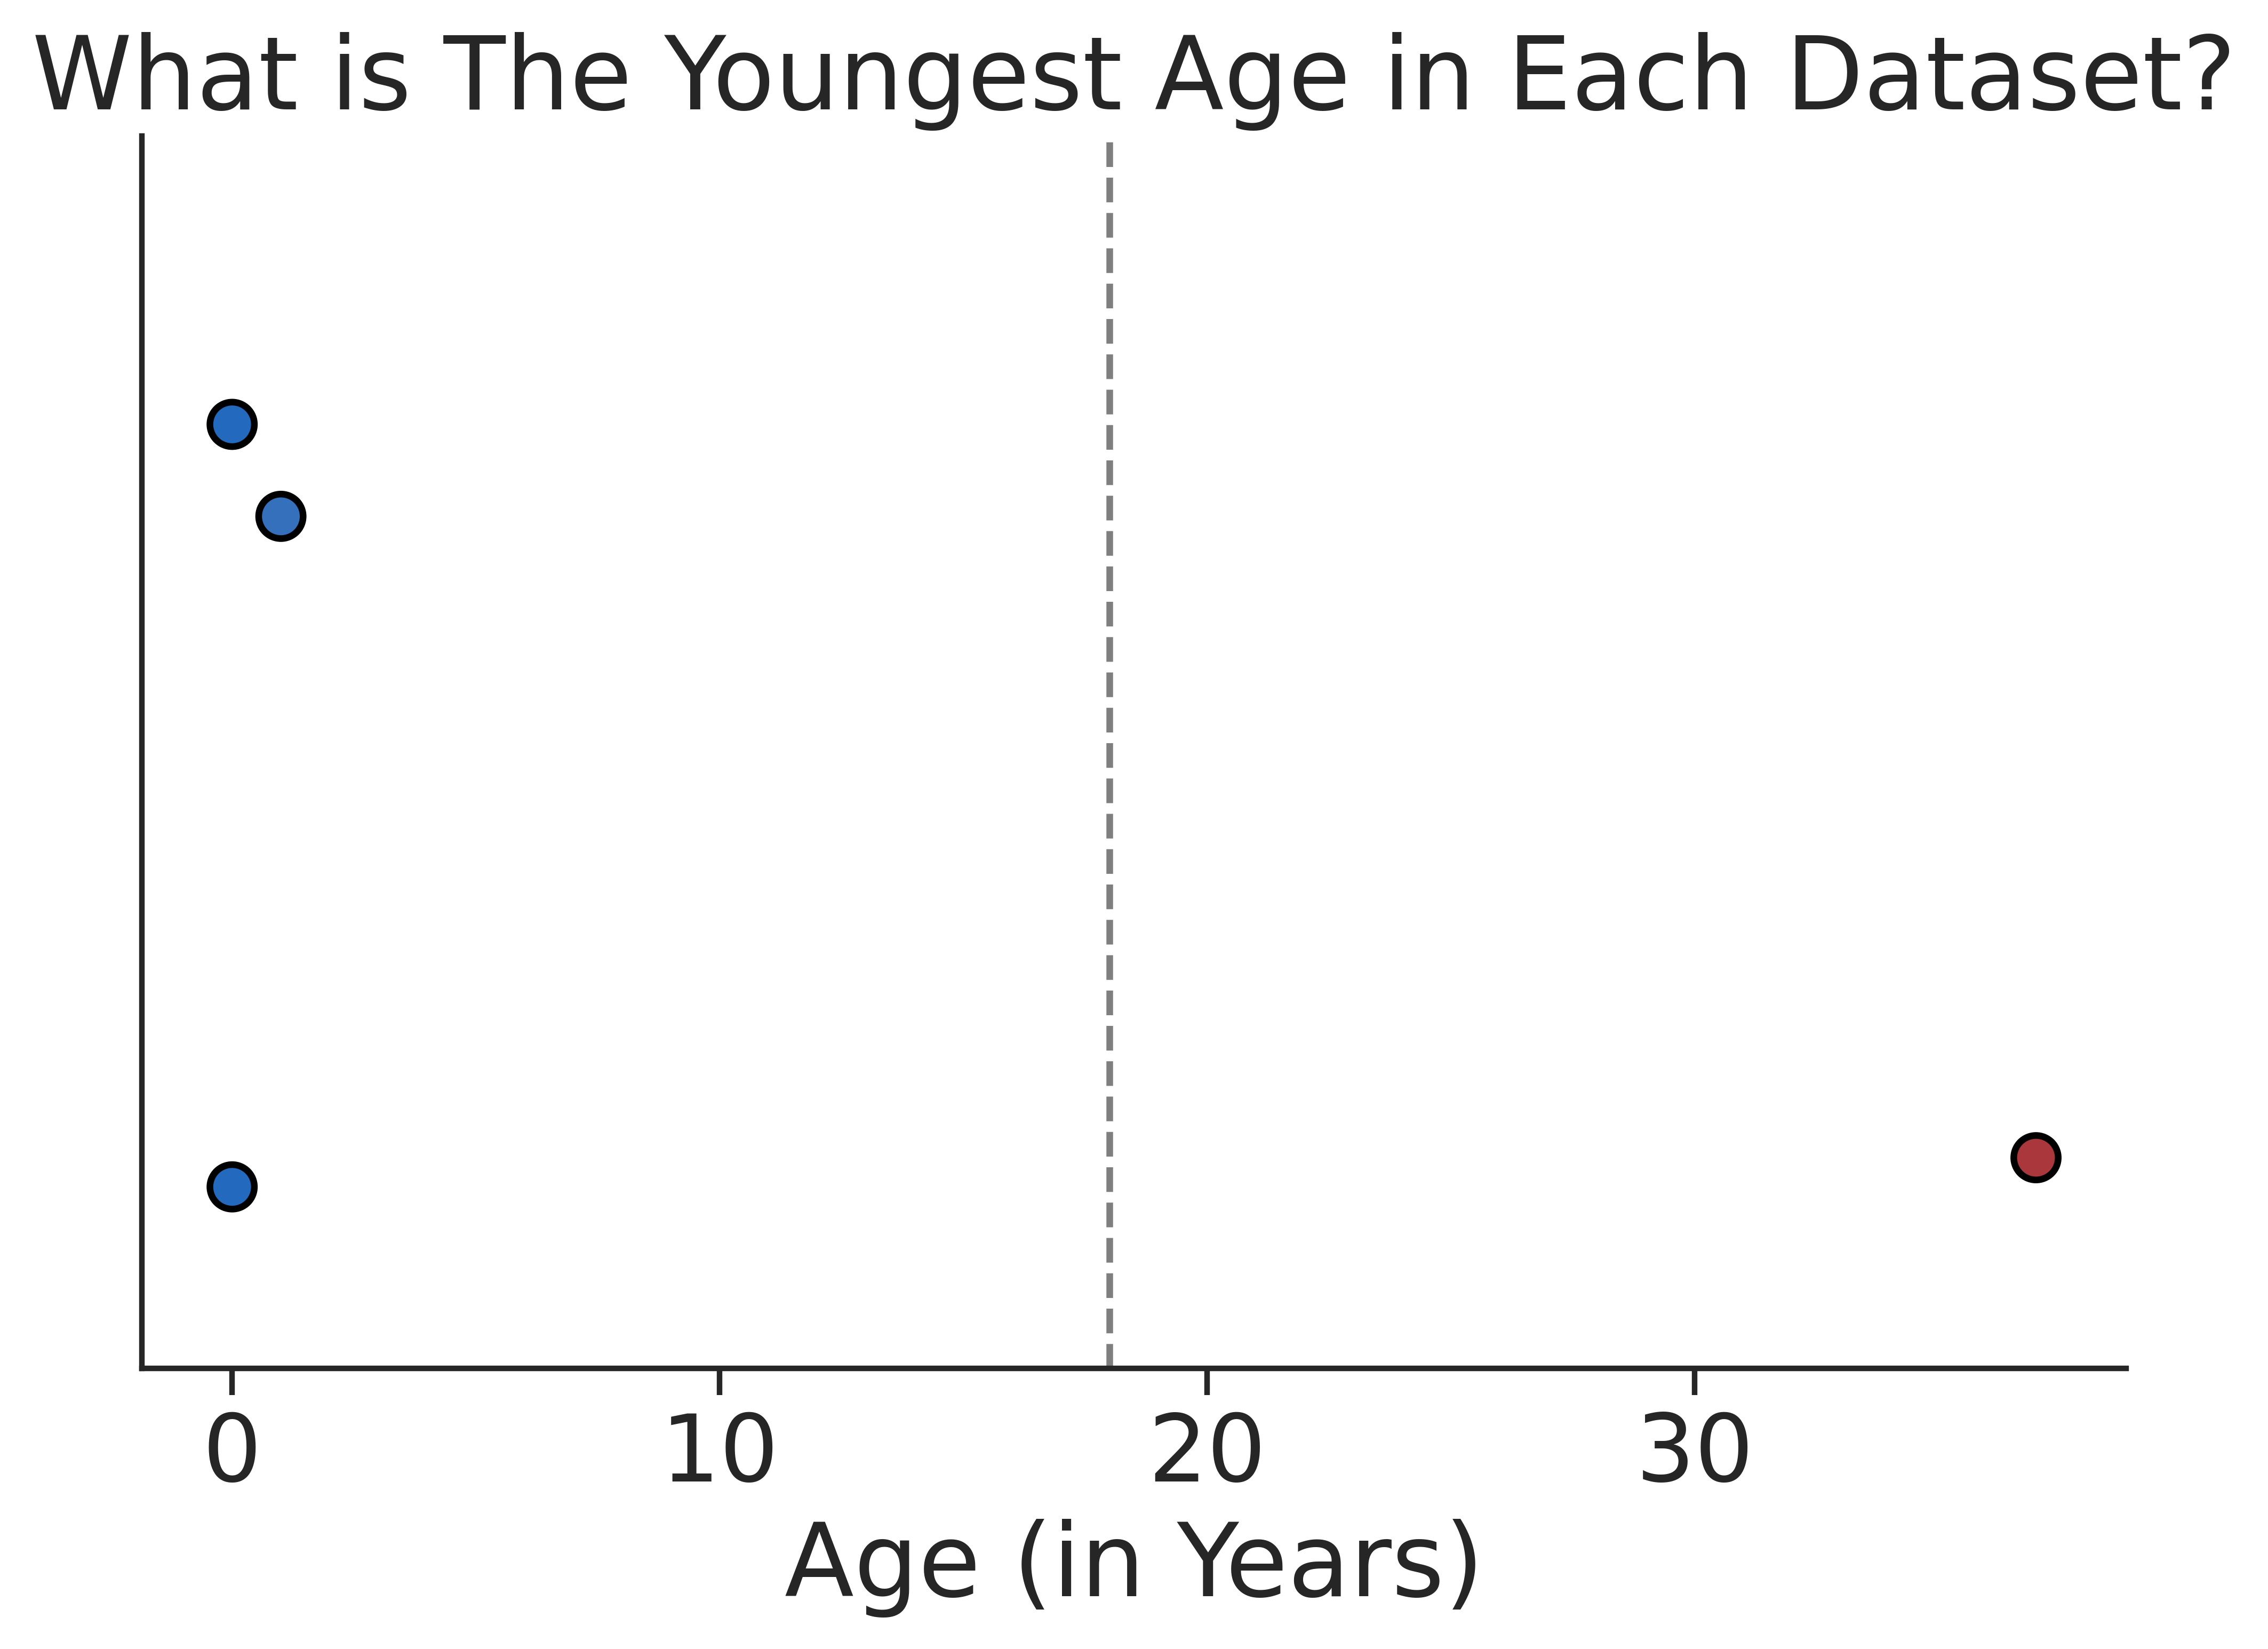 What is The Youngest Age in Each Dataset?
0 10 20 30
Age (in Years)